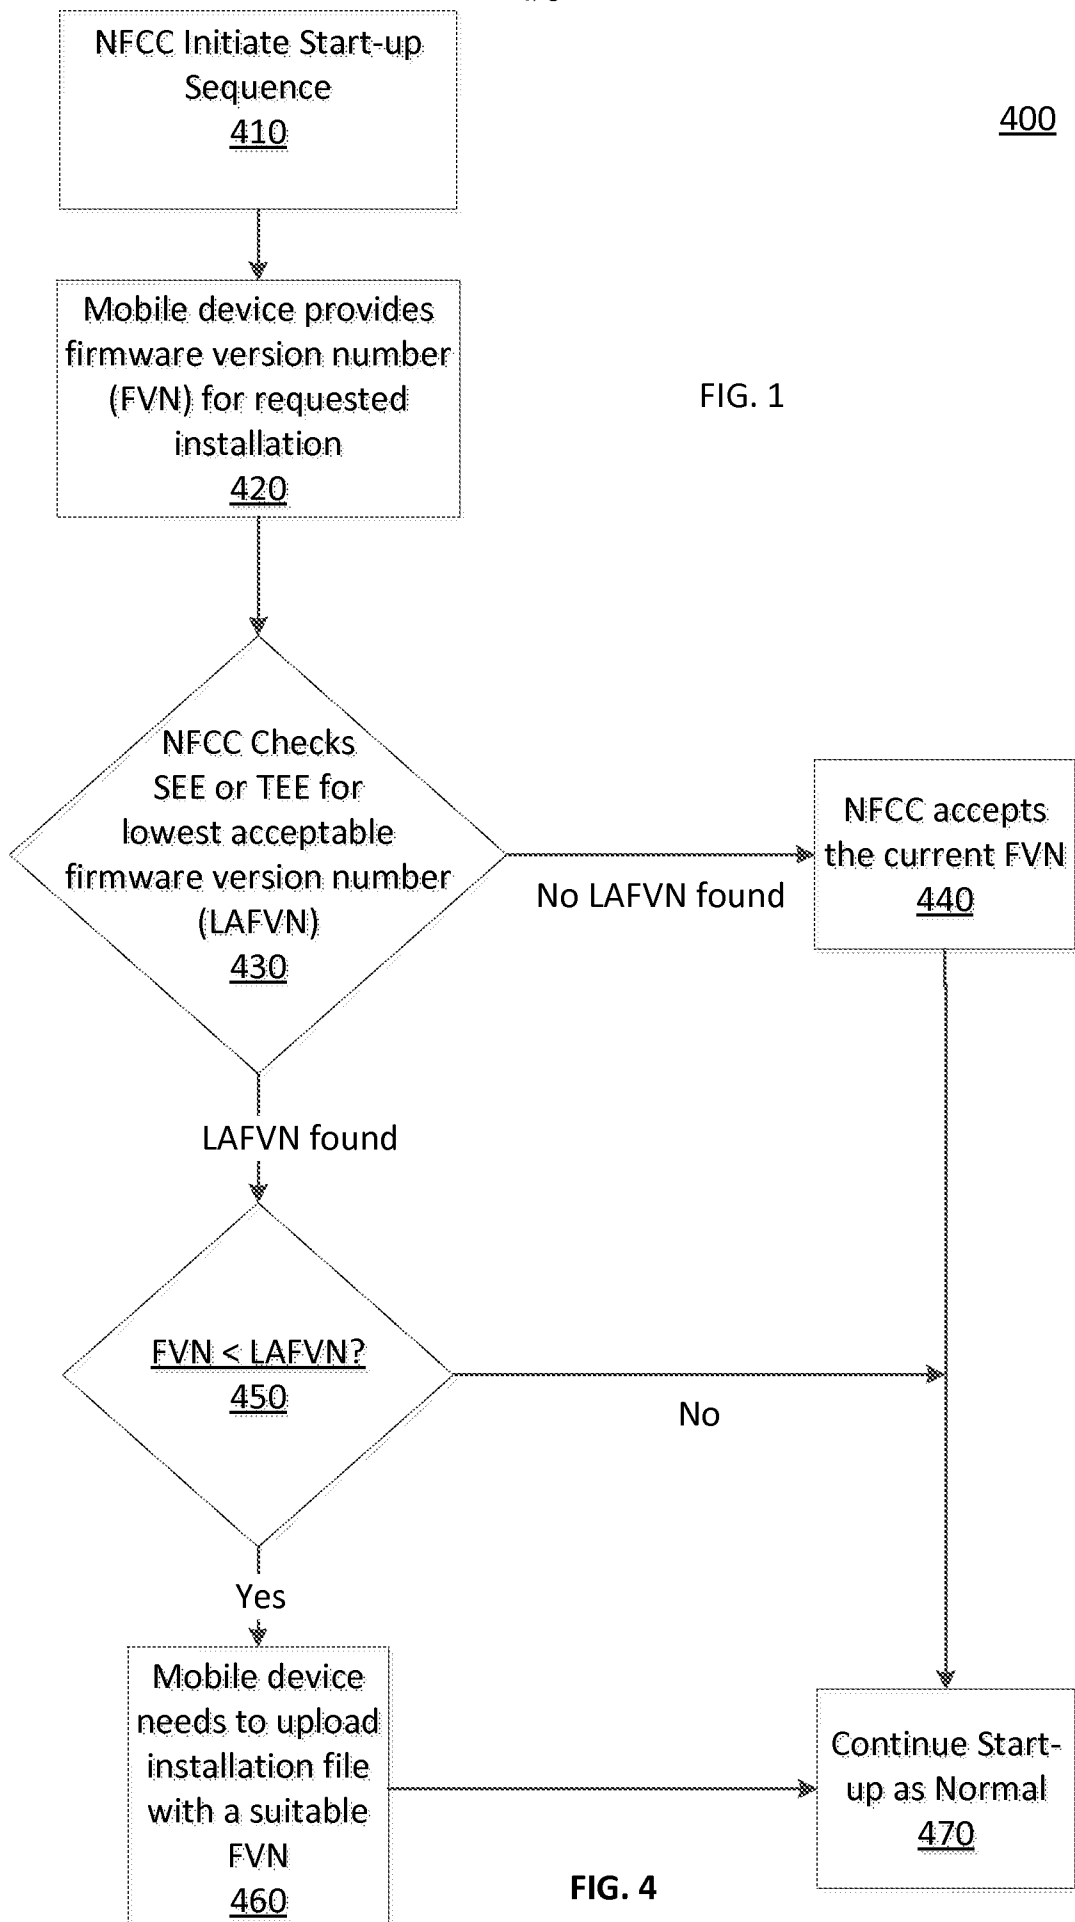 NFCC Initiate Start-up
Sequence
410
400
Mobile device provides
firmware version number
(FVN) for requested
installation
420
FIG. 1
NFCC Checks
SEE or TEE for
lowest acceptable
firmware version number
(LAFVN)
430
No LAFVN found
NFCC accepts
the current FVN
440
LAFVN found
FVN < LAFVN?
450
No
Yes
Mobile device
needs to upload
installation file
with a suitable
FVN
460
Continue Start-
up as Normal
470
FIG. 4